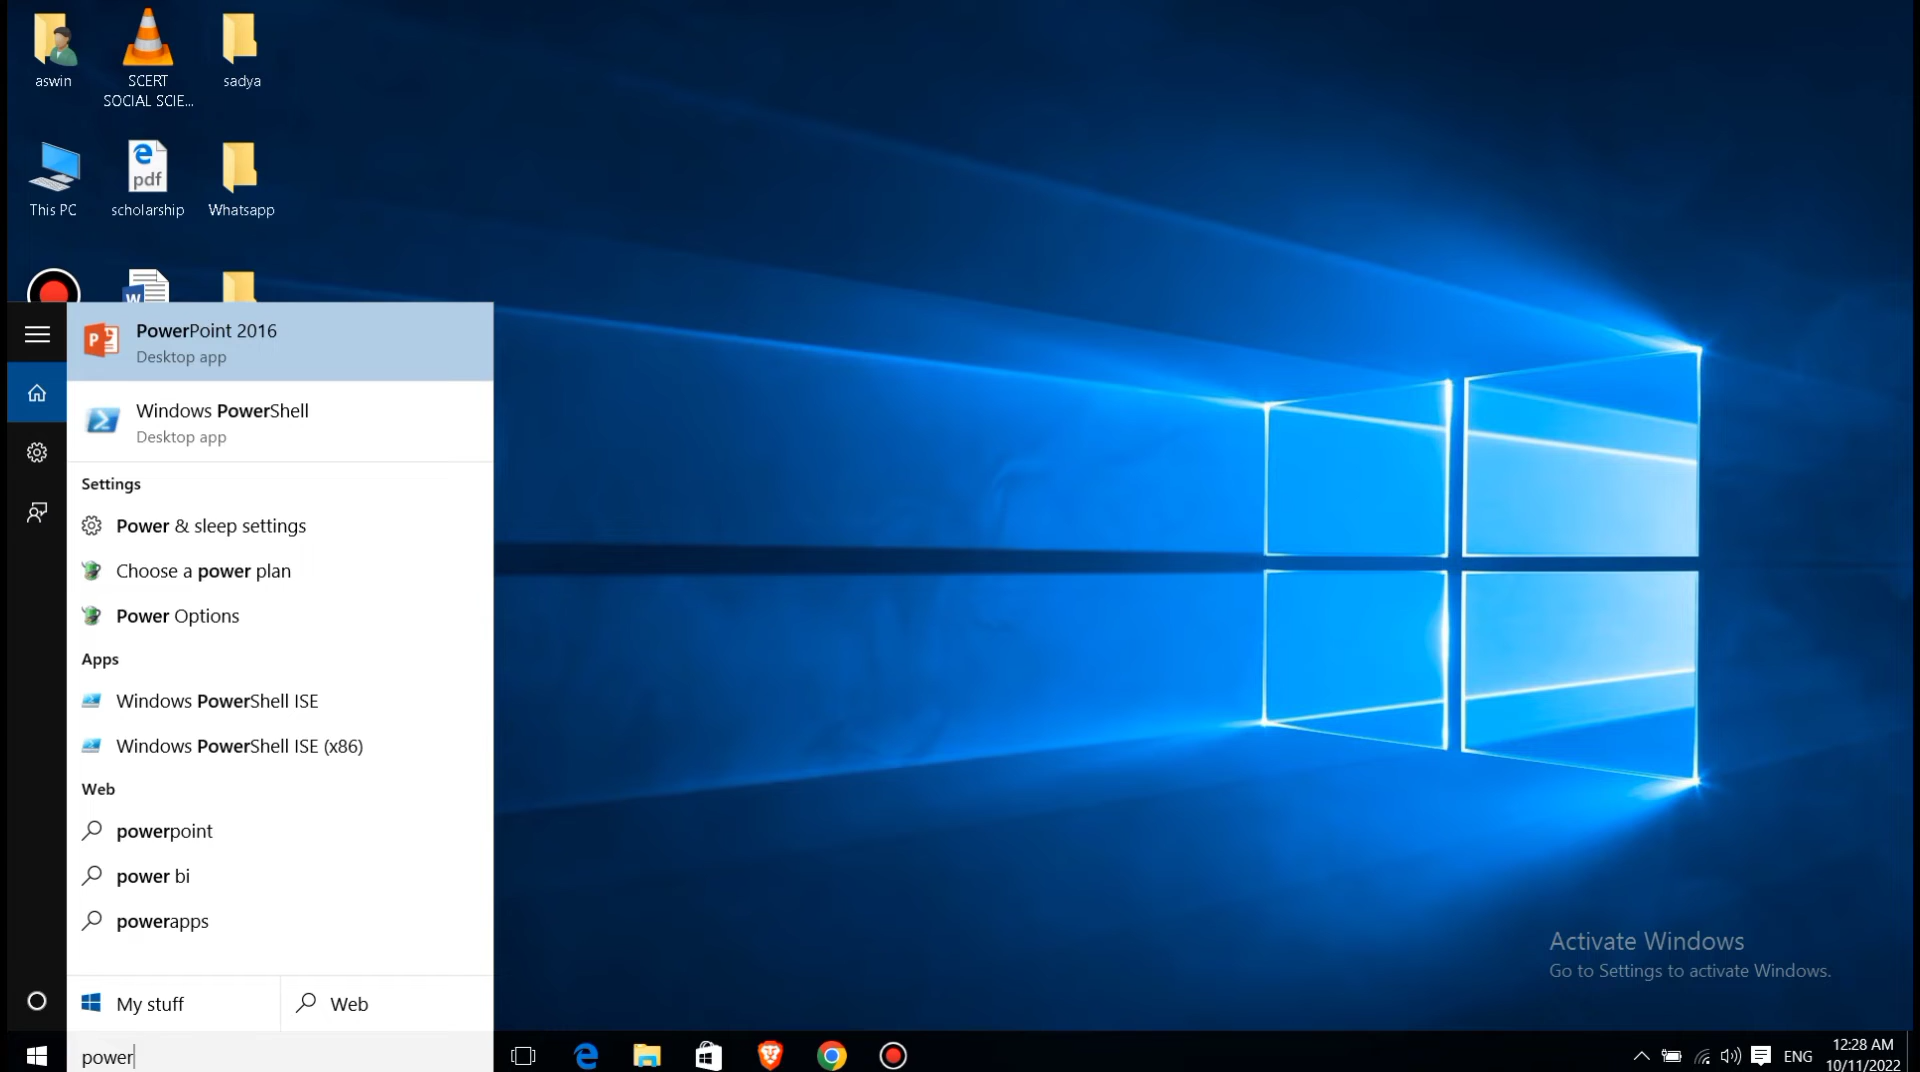 aswin
SCERT
SOCIAL SCIE...
sadya
This PC
pdf
scholarship
Whatsapp
PowerPoint 2016
Desktop app
Windows PowerShell
Desktop app
Settings
Power & sleep settings
Choose a power plan
Power Options
Apps
Windows PowerShell ISE
Windows PowerShell ISE (x86)
Web
powerpoint
power bi
powerapps
My stuff
Web
power
Activate Windows
Go to Settings to activate Windows.
ENG
12:28 AM
10/11/2022